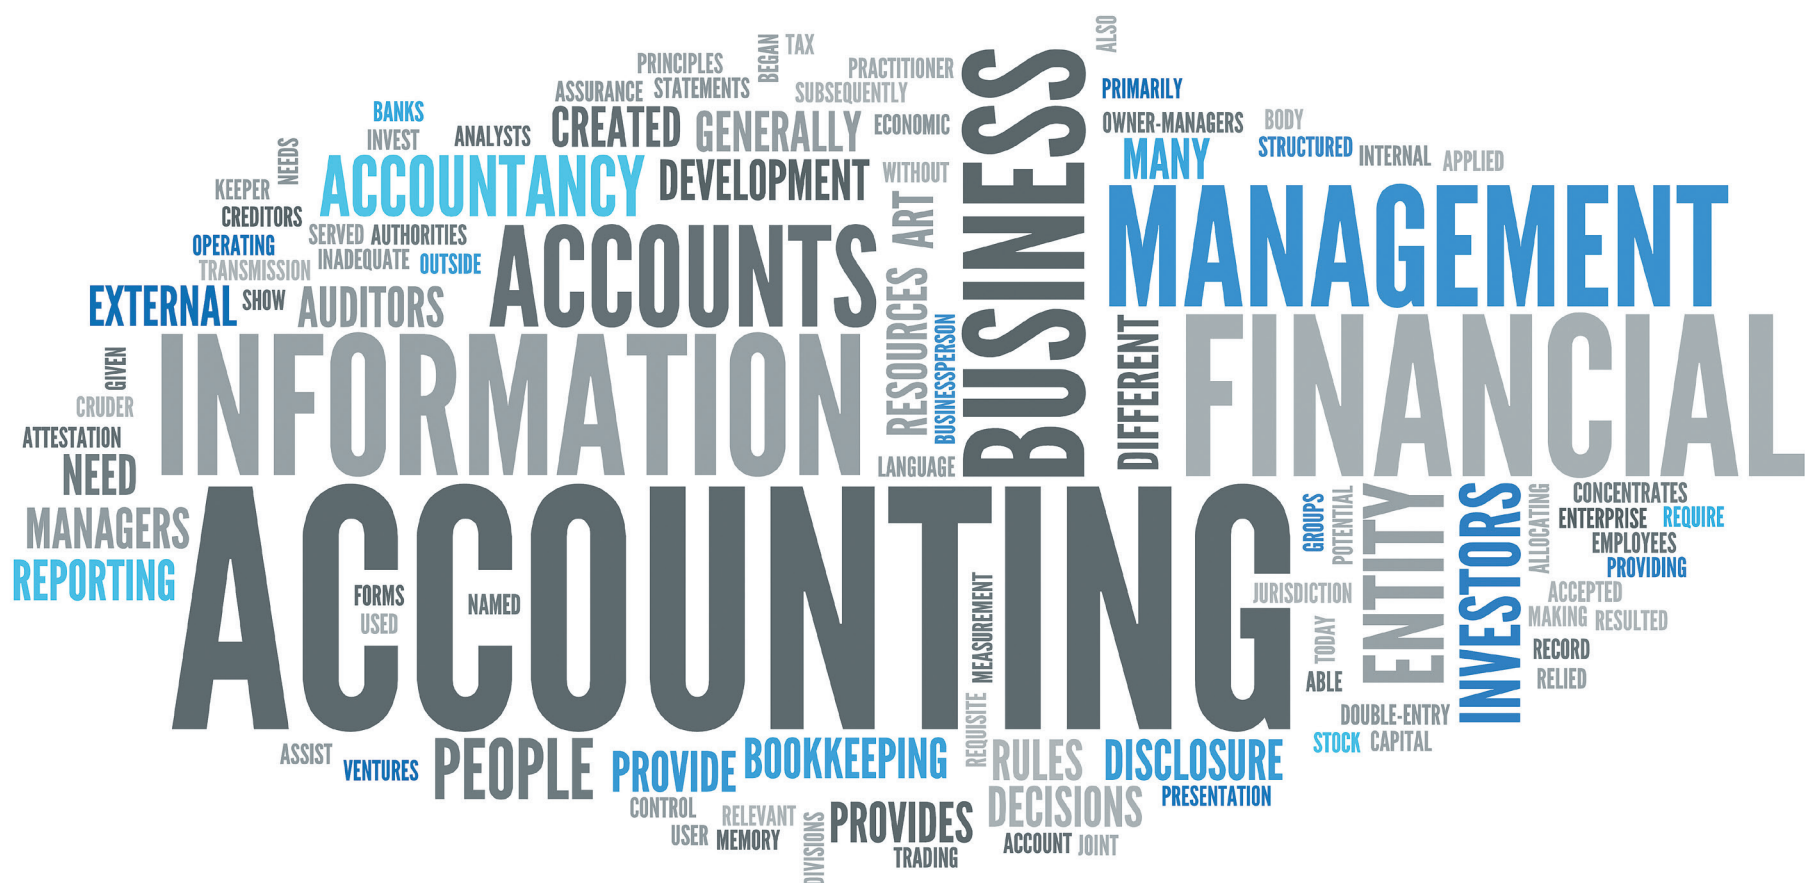 ALSO
BEGAN
TAX
PRINCIPLES
PRACTITIONER
ASSURANCE
STATEMENTS
SUBSEQUENTLY
PRIMARILY
BANKS
INVEST
ANALYSTS
CREATED
GENERALLY
ECONOMIC
BUSINESS
OWNER-MANAGERS
BODY
MANY
STRUCTURED
INTERNAL
APPLIED
NEEDS
KEEPER
ACCOUNTANCY
DEVELOPMENT
WITHOUT
MANAGEMENT
CREDITORS
ART
OPERATING
SERVED
AUTHORITIES
ACCOUNTS
TRANSMISSION
INADEQUATE
OUTSIDE
EXTERNAL
SHOW
AUDITORS
RESOURCES
BUSINESSPERSON
DIFFERENT
FINANCIAL
GIVEN
INFORMATION
CRUDER
ATTESTATION
NEED
LANGUAGE
MANAGERS
ACCOUNTING
GROUPS
POTENTIAL
ENTITY
INVESTORS
ALLOCATING
CONCENTRATES
ENTERPRISE
REQUIRE
EMPLOYEES
PROVIDING
REPORTING
FORMS
USED
NAMED
MEASUREMENT
JURISDICTION
ACCEPTED
MAKING
RESULTED
TODAY
RECORD
ABLE
RELIED
REQUISITE
DOUBLE-ENTRY
STOCK
CAPITAL
ASSIST
VENTURES
PEOPLE
PROVIDE
BOOKKEEPING
RULES
DISCLOSURE
CONTROL
RELEVANT
DECISIONS
PRESENTATION
USER
MEMORY
DIVISIONS
PROVIDES
TRADING
ACCOUNT
JOINT